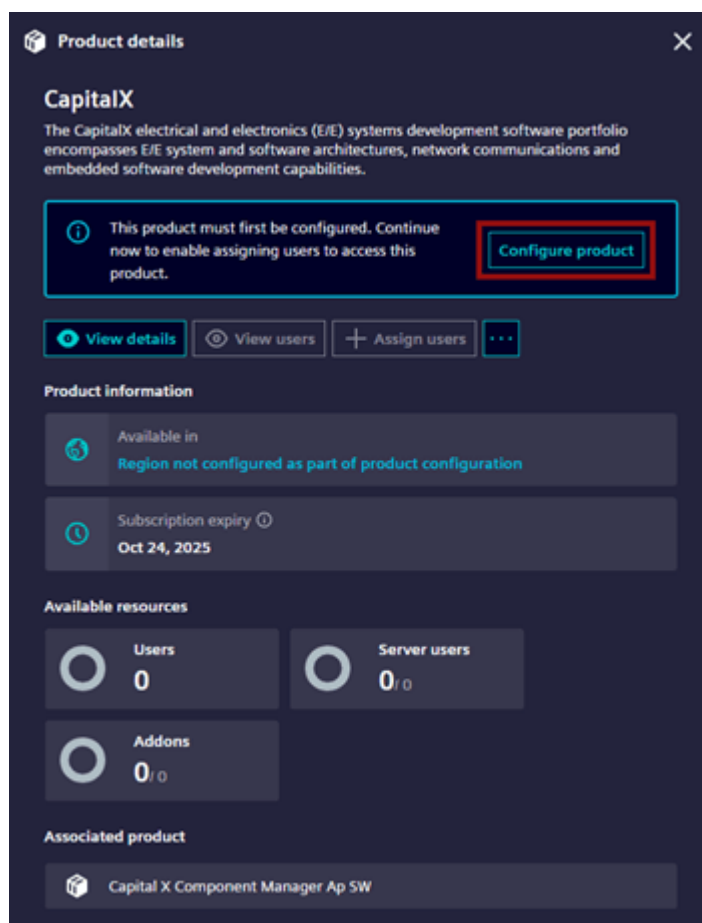 Product details
CapitalX
The CapitalX electrical and electronics (E/E) systems development software portfolio
encompasses E/E system and software architectures, network communications and
embedded software development capabilities.
This product must first be configured. Continue
now to enable assigning users to access this
product.
Configure product
View details
View users
Assign users
Product information
Available in
Region not configured as part of product configuration
Subscription expiry
Oct 24, 2025
Available resources
Users
0
Server users
0/ 0
Addons
0/ 0
Associated product
Capital X Component Manager Ap SW